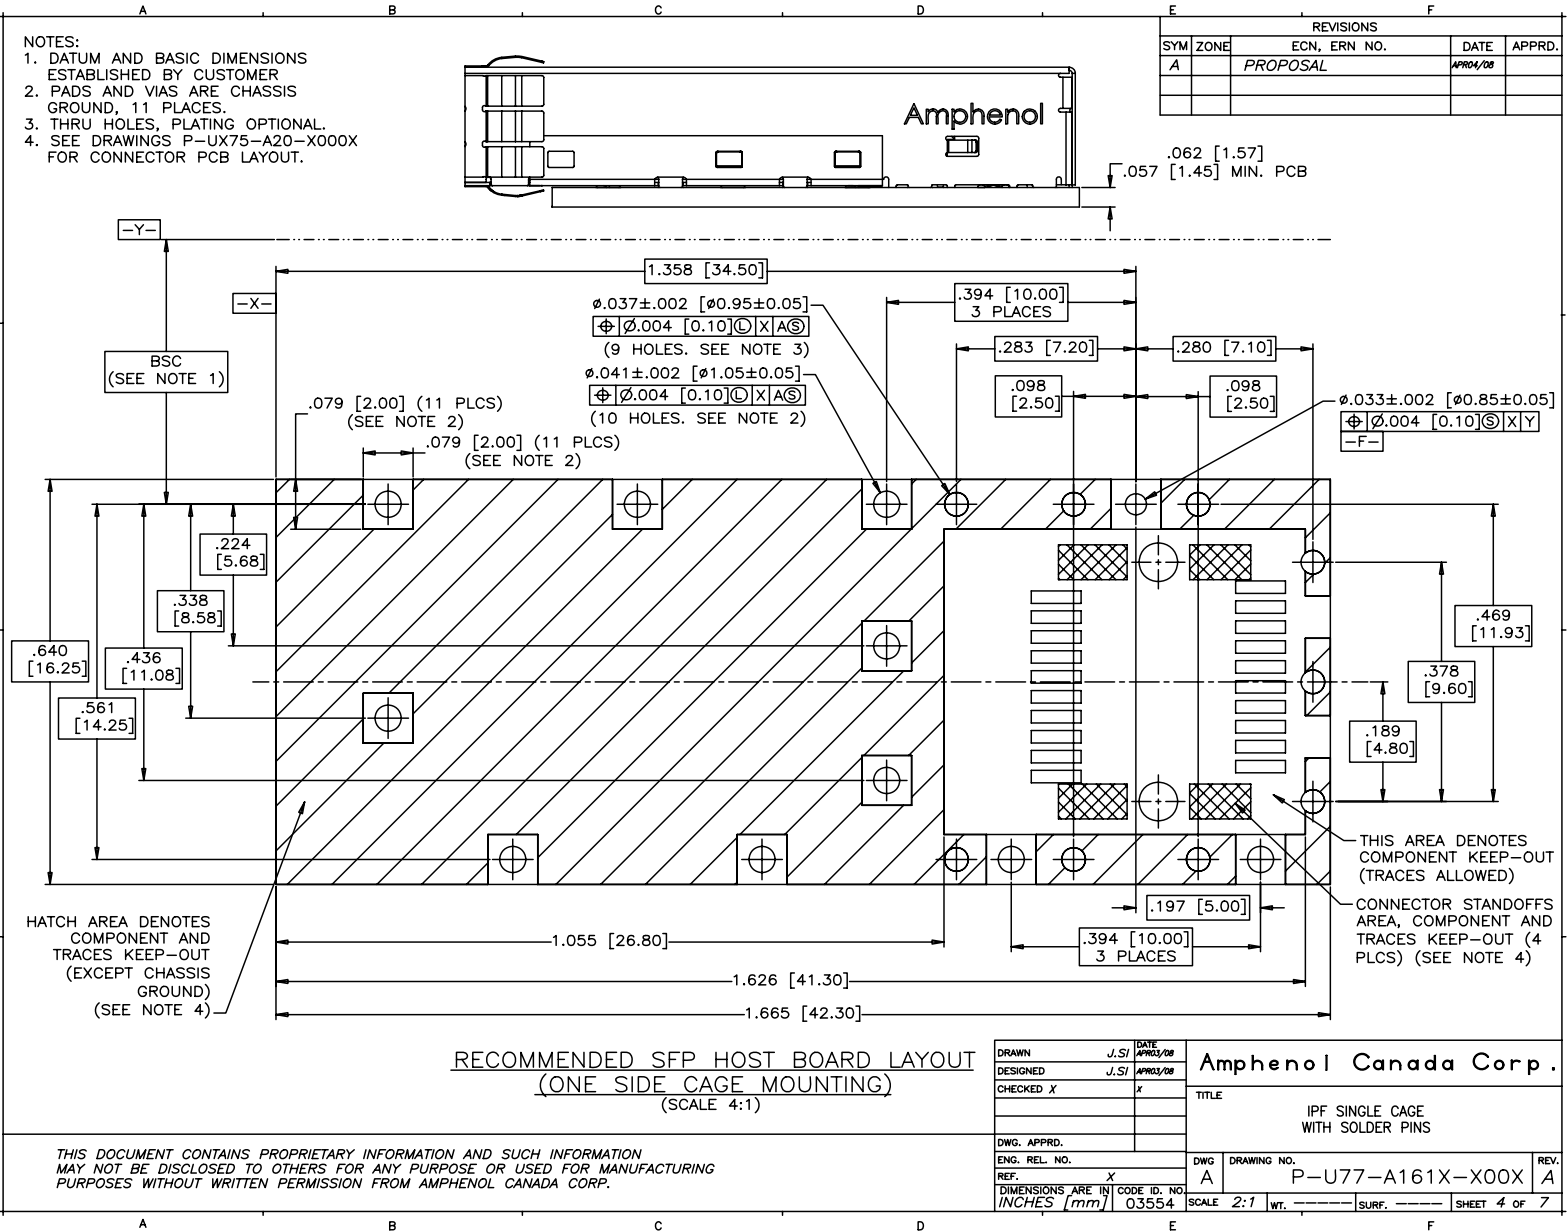 A B C D E F
NOTES:
1. DATUM AND BASIC DIMENSIONS
ESTABLISHED BY CUSTOMER
2. PADS AND VIAS ARE CHASSIS
GROUND, 11 PLACES.
3. THRU HOLES, PLATING OPTIONAL.
4. SEE DRAWINGS P-UX75-A20-X000X
FOR CONNECTOR PCB LAYOUT.
REVISIONS
SYM ZONE ECN, ERN NO. DATE APPRD.
A PROPOSAL APR04/08
Amphenol
.062 [1.57]
.057 [1.45] MIN. PCB
-Y-
1.358 [34.50]
-X-
ø.037±.002 [ø0.95±0.05]
⌖ Ø.004 [0.10]Ⓛ X AⓈ
(9 HOLES. SEE NOTE 3)
.394 [10.00]
3 PLACES
.283 [7.20]
.280 [7.10]
BSC
(SEE NOTE 1)
ø.041±.002 [ø1.05±0.05]
⌖ Ø.004 [0.10]Ⓛ X AⓈ
(10 HOLES. SEE NOTE 2)
.098
[2.50]
.098
[2.50]
ø.033±.002 [ø0.85±0.05]
⌖ Ø.004 [0.10]Ⓢ X Y
-F-
.079 [2.00] (11 PLCS)
(SEE NOTE 2)
.079 [2.00] (11 PLCS)
(SEE NOTE 2)
.224
[5.68]
.338
[8.58]
.640
[16.25]
.436
[11.08]
.561
[14.25]
.469
[11.93]
.378
[9.60]
.189
[4.80]
THIS AREA DENOTES
COMPONENT KEEP-OUT
(TRACES ALLOWED)
CONNECTOR STANDOFFS
AREA, COMPONENT AND
TRACES KEEP-OUT (4
PLCS) (SEE NOTE 4)
HATCH AREA DENOTES
COMPONENT AND
TRACES KEEP-OUT
(EXCEPT CHASSIS
GROUND)
(SEE NOTE 4)
.197 [5.00]
1.055 [26.80]
.394 [10.00]
3 PLACES
1.626 [41.30]
1.665 [42.30]
RECOMMENDED SFP HOST BOARD LAYOUT
(ONE SIDE CAGE MOUNTING)
(SCALE 4:1)
THIS DOCUMENT CONTAINS PROPRIETARY INFORMATION AND SUCH INFORMATION
MAY NOT BE DISCLOSED TO OTHERS FOR ANY PURPOSE OR USED FOR MANUFACTURING
PURPOSES WITHOUT WRITTEN PERMISSION FROM AMPHENOL CANADA CORP.
DRAWN J.SI DATE APR03/08
DESIGNED J.SI APR03/08
CHECKED X X
DWG. APPRD.
ENG. REL. NO.
REF. X
DIMENSIONS ARE IN
INCHES [mm]
CODE ID. NO.
03554
Amphenol Canada Corp.
TITLE
IPF SINGLE CAGE
WITH SOLDER PINS
DWG A DRAWING NO. P-U77-A161X-X00X REV. A
SCALE 2:1 WT. ------ SURF. ---- SHEET 4 OF 7
A B C D E F